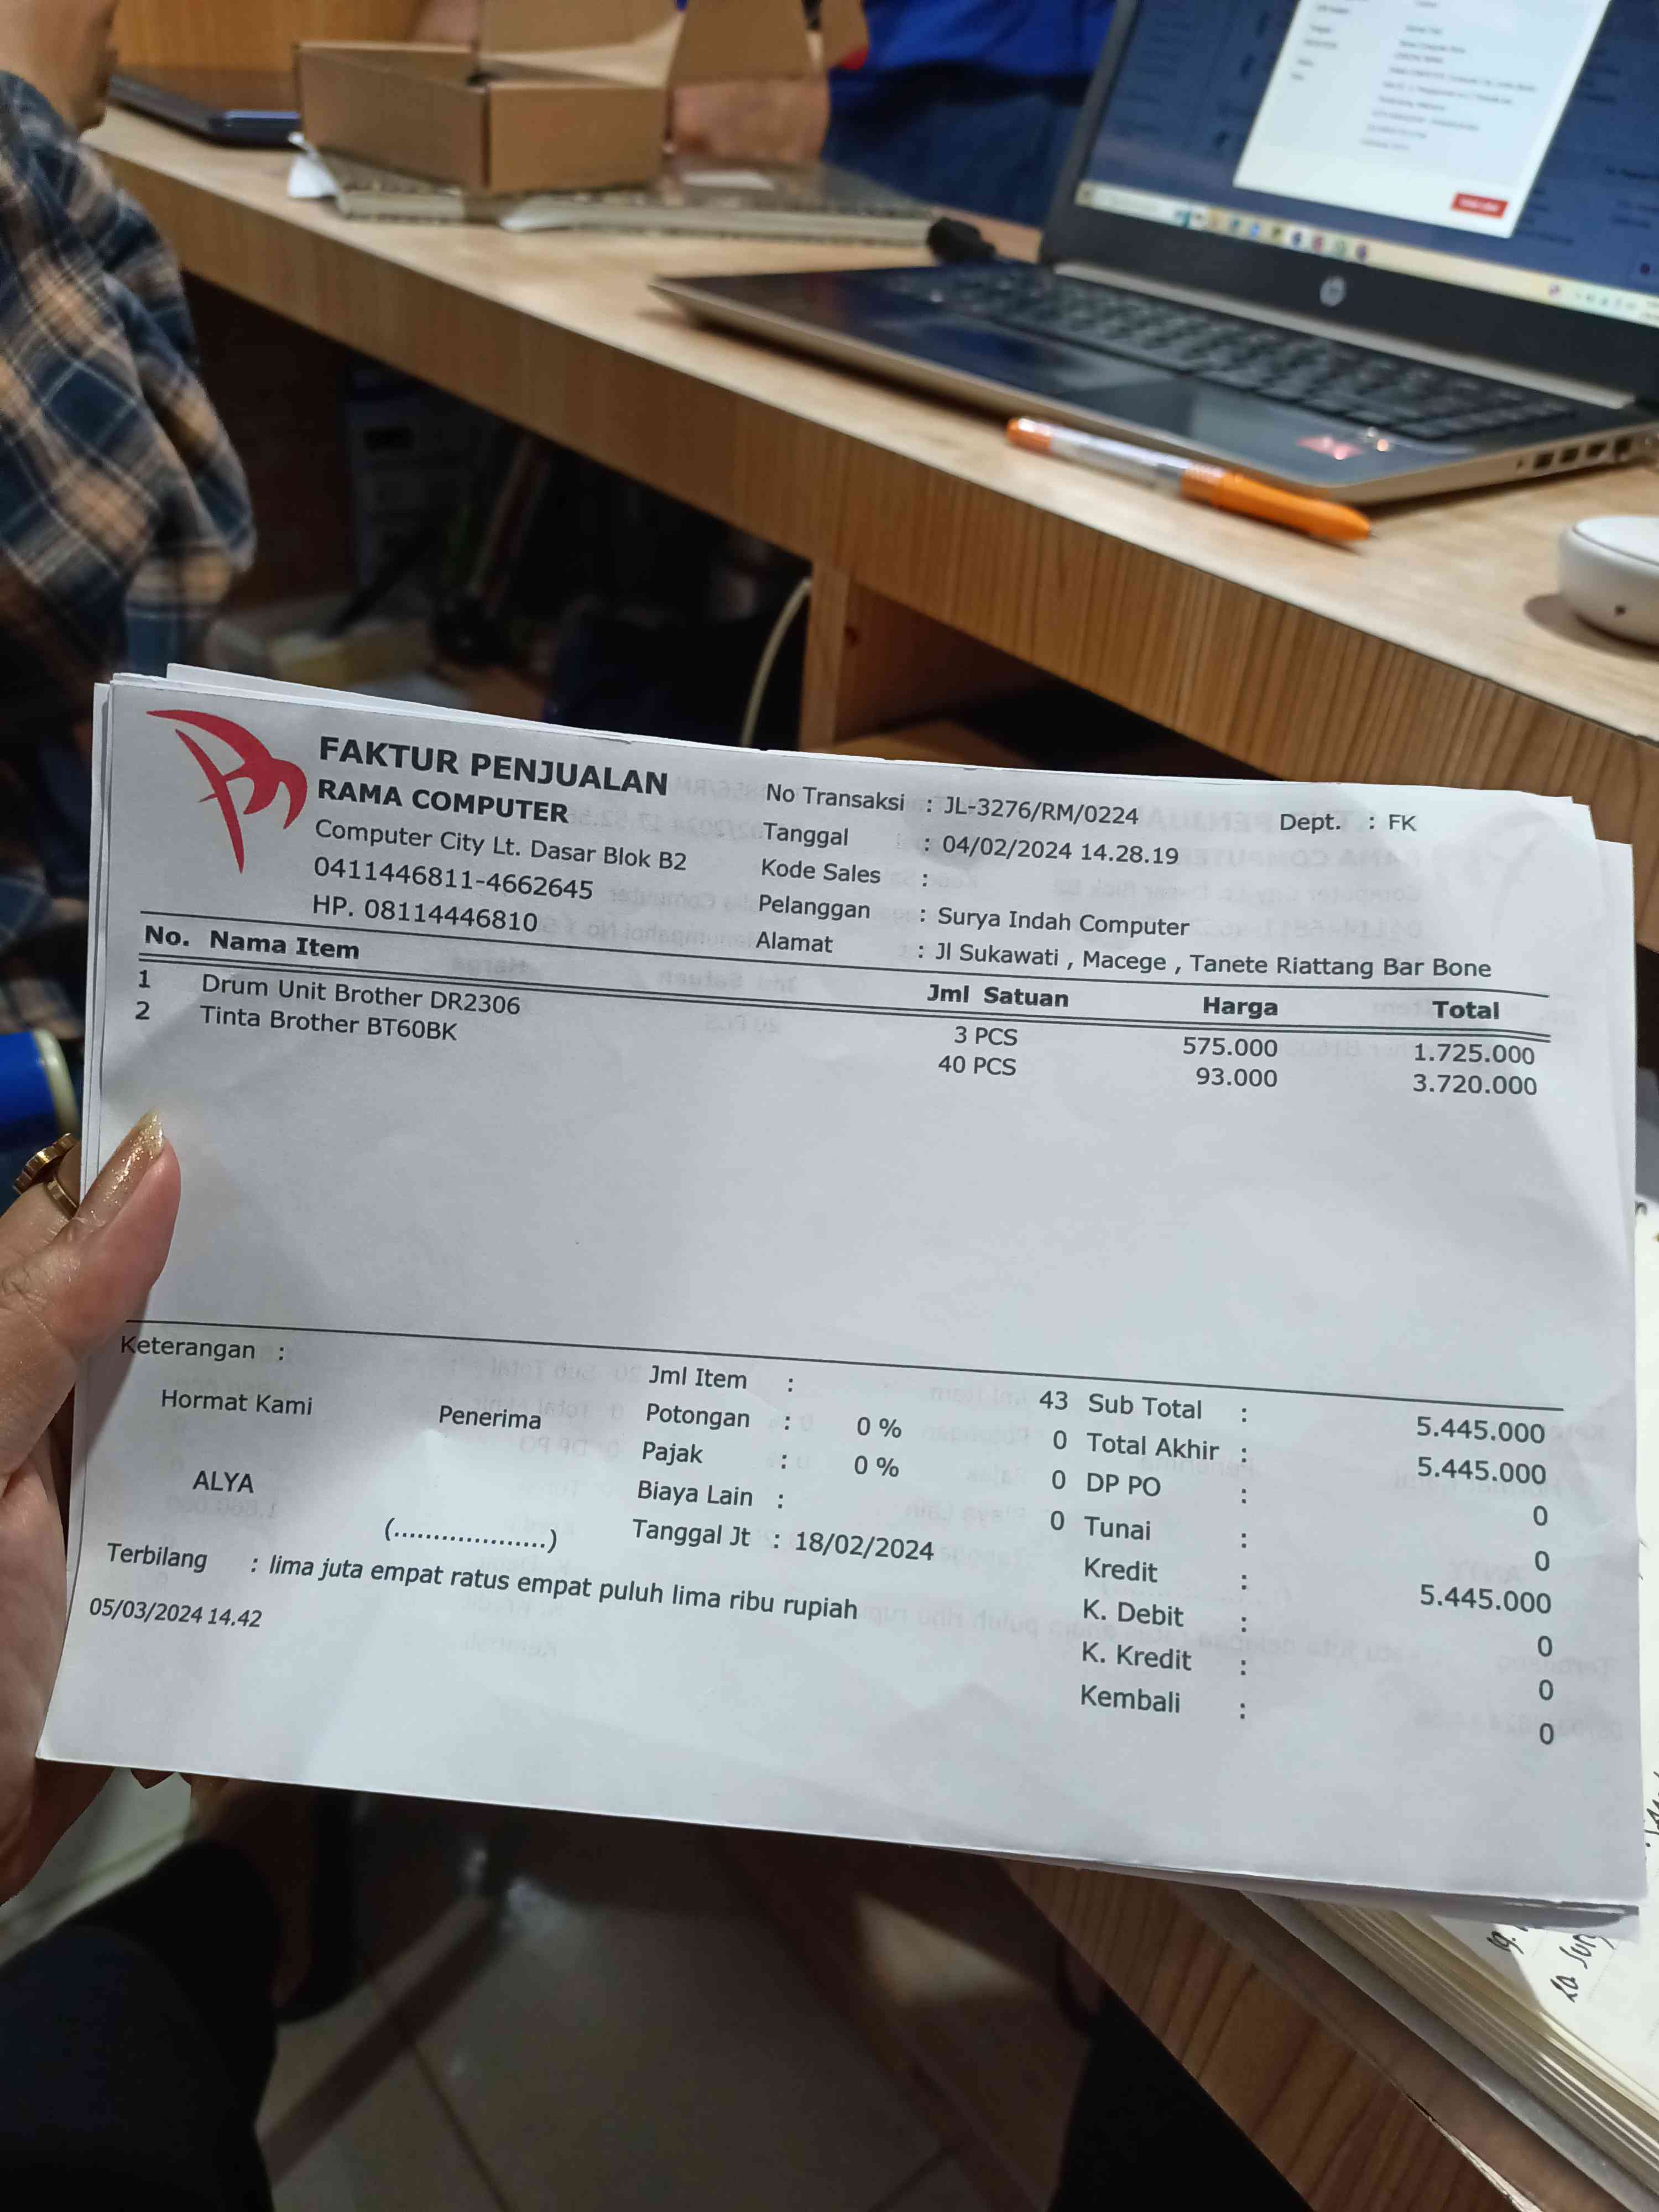 FAKTUR PENJUALAN
RAMA COMPUTER
Computer City Lt. Dasar Blok B2
0411446811-4662645
HP. 08114446810
No Transaksi : JL-3276/RM/0224
Dept. : FK
Tanggal : 04/02/2024 14.28.19
Kode Sales :
Pelanggan : Surya Indah Computer
Alamat : Jl Sukawati , Macege , Tanete Riattang Bar Bone
No. Nama Item Jml Satuan Harga Total
1 Drum Unit Brother DR2306 3 PCS 575.000 1.725.000
2 Tinta Brother BT60BK 40 PCS 93.000 3.720.000
Keterangan :
Hormat Kami
Penerima
ALYA
(...................)
Jml Item : 43
Potongan : 0 % 0
Pajak : 0 % 0
Biaya Lain : 0
Tanggal Jt : 18/02/2024
Sub Total : 5.445.000
Total Akhir : 5.445.000
DP PO : 0
Tunai : 0
Kredit : 5.445.000
K. Debit : 0
K. Kredit : 0
Kembali : 0
Terbilang : lima juta empat ratus empat puluh lima ribu rupiah
05/03/2024 14.42
hp